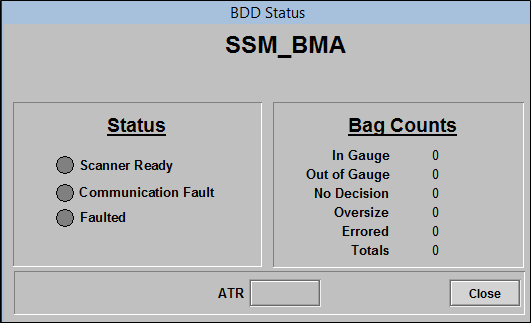 BDD Status
SSM_BMA
Status
Scanner Ready
Communication Fault
Faulted
Bag Counts
In Gauge 0
Out of Gauge 0
No Decision 0
Oversize 0
Errored 0
Totals 0
ATR
Close